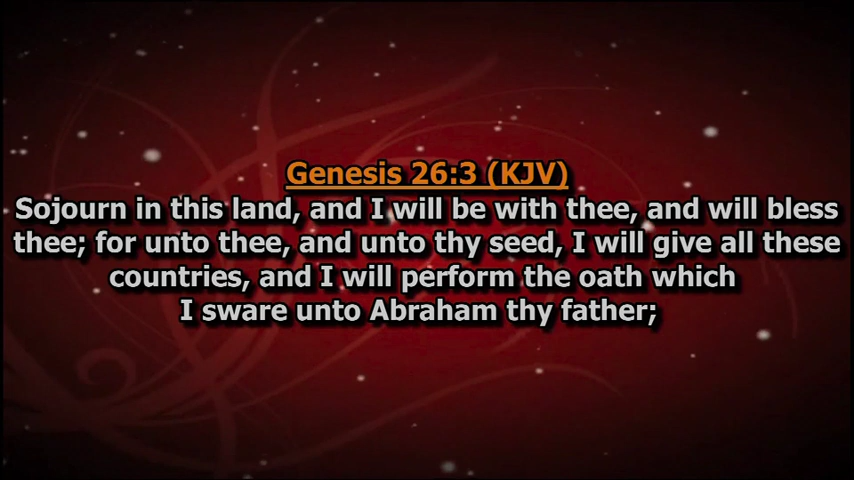 Genesis 26:3 (KJV)
Sojourn in this land, and I will be with thee, and will bless
thee; for unto thee, and unto thy seed, I will give all these
countries, and I will perform the oath which
I sware unto Abraham thy father;